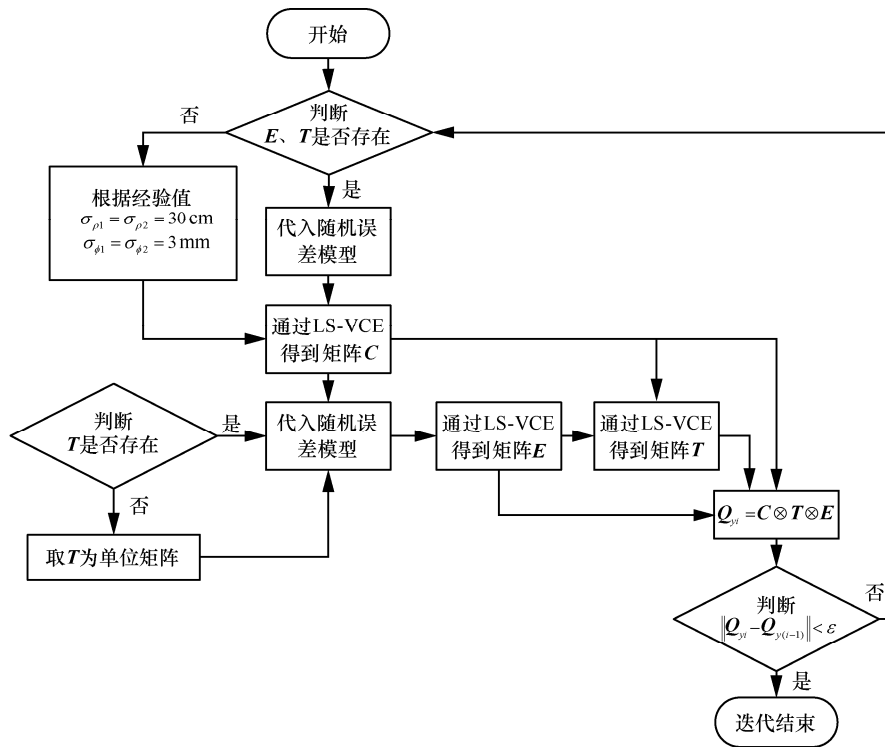 开始
判断
E、T是否存在
否
是
根据经验值
σρ1 = σρ2 = 30 cm
σϕ1 = σϕ2 = 3 mm
代入随机误
差模型
通过LS-VCE
得到矩阵C
判断
T是否存在
是
否
代入随机误
差模型
通过LS-VCE
得到矩阵E
通过LS-VCE
得到矩阵T
取T为单位矩阵
Qyi = C⊗T⊗E
判断
‖Qyi − Qy(i−1)‖ < ε
否
是
迭代结束